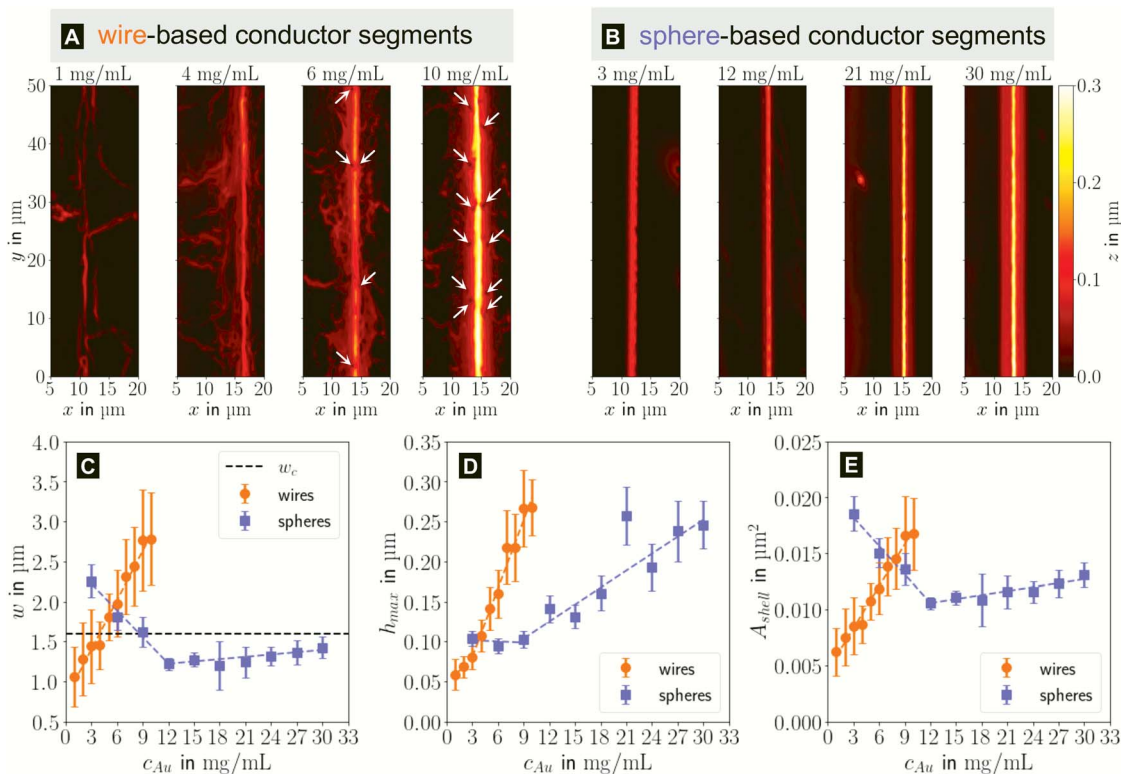 A wire-based conductor segments
B sphere-based conductor segments
1 mg/mL 4 mg/mL 6 mg/mL 10 mg/mL
3 mg/mL 12 mg/mL 21 mg/mL 30 mg/mL
50
40
30
20
10
0
y in µm
5 10 15 20 5 10 15 20 5 10 15 20 5 10 15 20
x in µm x in µm x in µm x in µm
5 10 15 20 5 10 15 20 5 10 15 20 5 10 15 20
x in µm x in µm x in µm x in µm
0.3
0.2
0.1
0.0
z in µm
C
w_c
wires
spheres
4.0
3.5
3.0
2.5
2.0
1.5
1.0
0.5
w in µm
0 3 6 9 12 15 18 21 24 27 30 33
c_Au in mg/mL
D
wires
spheres
0.35
0.30
0.25
0.20
0.15
0.10
0.05
0.00
h_max in µm
0 3 6 9 12 15 18 21 24 27 30 33
c_Au in mg/mL
E
wires
spheres
0.025
0.020
0.015
0.010
0.005
0.000
A_shell in µm²
0 3 6 9 12 15 18 21 24 27 30 33
c_Au in mg/mL